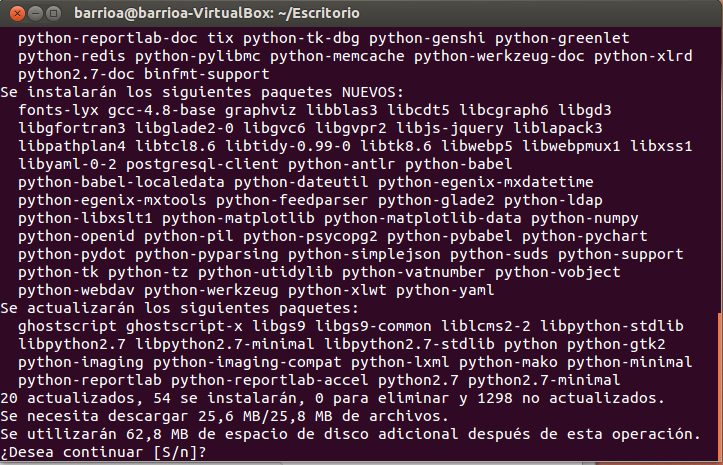 barrioa@barrioa-VirtualBox: ~/Escritorio
python-reportlab-doc tix python-tk-dbg python-genshi python-greenlet
python-redis python-pylibmc python-memcache python-werkzeug-doc python-xlrd
python2.7-doc binfmt-support
Se instalarán los siguientes paquetes NUEVOS:
fonts-lyx gcc-4.8-base graphviz libblas3 libcdt5 libcgraph6 libgd3
libgfortran3 libglade2-0 libgvc6 libgvpr2 libjs-jquery liblapack3
libpathplan4 libtcl8.6 libtidy-0.99-0 libtk8.6 libwebp5 libwebpmux1 libxss1
libyaml-0-2 postgresql-client python-antlr python-babel
python-babel-localedata python-dateutil python-egenix-mxdatetime
python-egenix-mxtools python-feedparser python-glade2 python-ldap
python-libxslt1 python-matplotlib python-matplotlib-data python-numpy
python-openid python-pil python-psycopg2 python-pybabel python-pychart
python-pydot python-pyparsing python-simplejson python-suds python-support
python-tk python-tz python-utidylib python-vatnumber python-vobject
python-webdav python-werkzeug python-xlwt python-yaml
Se actualizarán los siguientes paquetes:
ghostscript ghostscript-x libgs9 libgs9-common liblcms2-2 libpython-stdlib
libpython2.7 libpython2.7-minimal libpython2.7-stdlib python python-gtk2
python-imaging python-imaging-compat python-lxml python-mako python-minimal
python-reportlab python-reportlab-accel python2.7 python2.7-minimal
20 actualizados, 54 se instalarán, 0 para eliminar y 1298 no actualizados.
Se necesita descargar 25,6 MB/25,8 MB de archivos.
Se utilizarán 62,8 MB de espacio de disco adicional después de esta operación.
¿Desea continuar [S/n]?